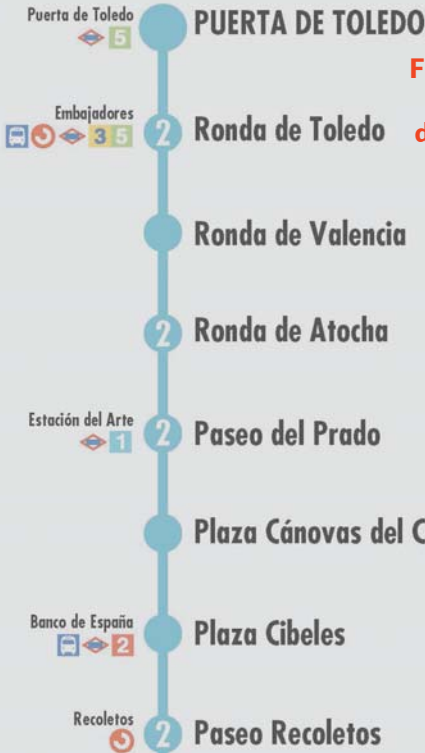 Puerta de Toledo
5
PUERTA DE TOLEDO
F
Embajadores
3 5
2
Ronda de Toledo
d
Ronda de Valencia
2
Ronda de Atocha
Estación del Arte
1
2
Paseo del Prado
Plaza Cánovas del C
Banco de España
2
Plaza Cibeles
Recoletos
2
Paseo Recoletos